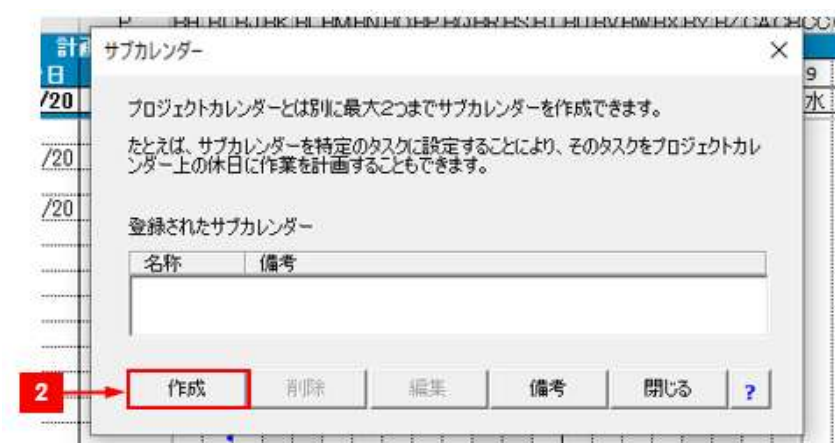 計画
日
/20
/20
/20
9
水
サブカレンダー
プロジェクトカレンダーとは別に最大2つまでサブカレンダーを作成できます。
たとえば、サブカレンダーを特定のタスクに設定することにより、そのタスクをプロジェクトカレ
ンダー上の休日に作業を計画することもできます。
登録されたサブカレンダー
名称 備考
2
作成 削除 編集 備考 閉じる ?